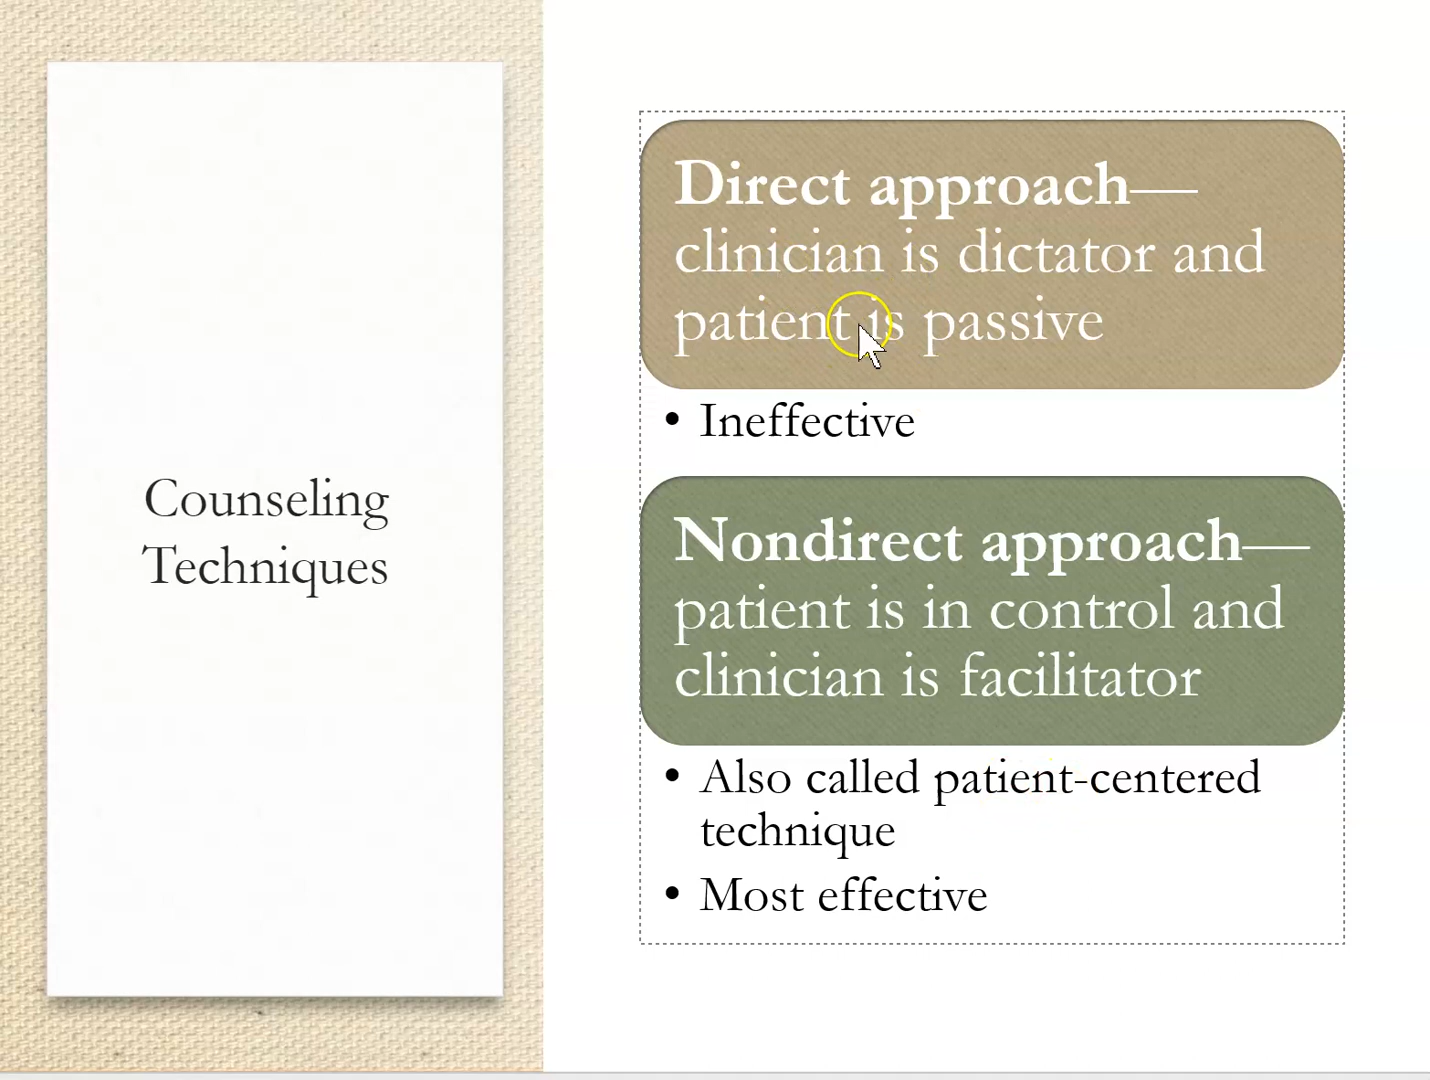 Counseling
Techniques
Direct approach—
clinician is dictator and
patient is passive
• Ineffective
Nondirect approach—
patient is in control and
clinician is facilitator
• Also called patient-centered
technique
• Most effective